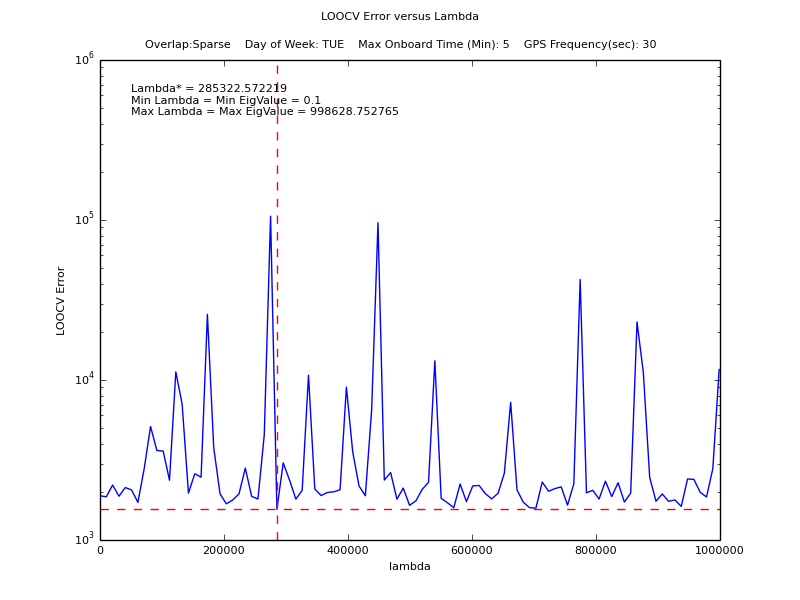 LOOCV Error versus Lambda
Overlap:Sparse    Day of Week: TUE    Max Onboard Time (Min): 5    GPS Frequency(sec): 30
10^6
Lambda* = 285322.572219
Min Lambda = Min EigValue = 0.1
Max Lambda = Max EigValue = 998628.752765
10^5
LOOCV Error
10^4
10^3
0 200000 400000 600000 800000 1000000
lambda